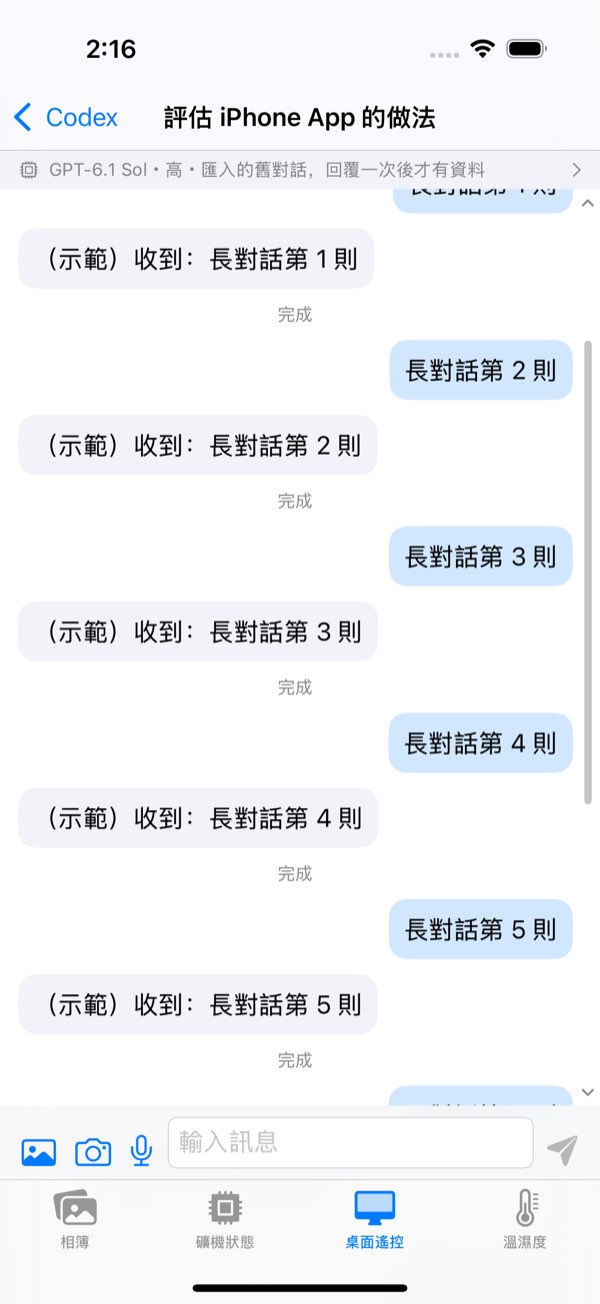 2:16
Codex
評估 iPhone App 的做法
GPT-6.1 Sol・高・匯入的舊對話，回覆一次後才有資料
長對話第 1 則
（示範）收到：長對話第 1 則
完成
長對話第 2 則
（示範）收到：長對話第 2 則
完成
長對話第 3 則
（示範）收到：長對話第 3 則
完成
長對話第 4 則
（示範）收到：長對話第 4 則
完成
長對話第 5 則
（示範）收到：長對話第 5 則
完成
輸入訊息
相簿
礦機狀態
桌面遙控
溫濕度